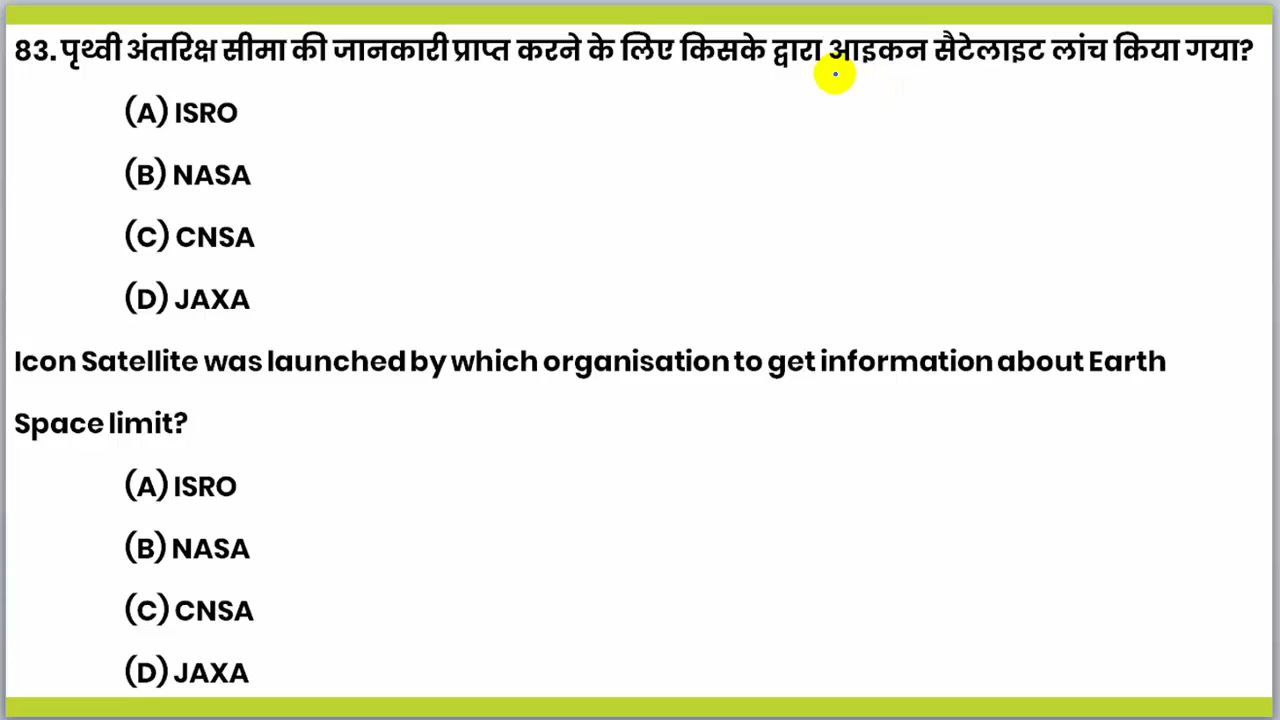 83. पृथ्वी अंतरिक्ष सीमा की जानकारी प्राप्त करने के लिए किसके द्वारा आइकन सैटेलाइट लांच किया गया?
(A) ISRO
(B) NASA
(C) CNSA
(D) JAXA
Icon Satellite was launched by which organisation to get information about Earth
Space limit?
(A) ISRO
(B) NASA
(C) CNSA
(D) JAXA